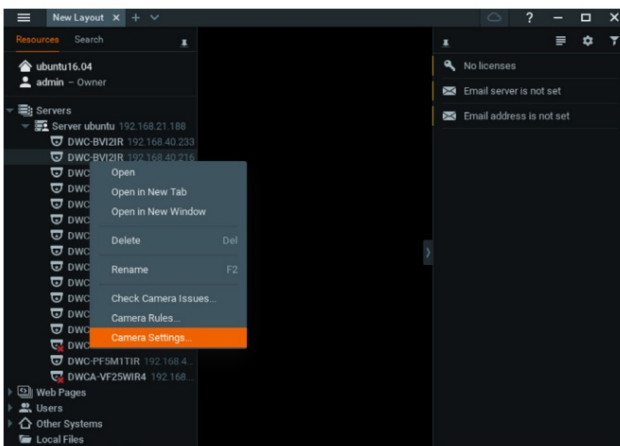 New Layout
?
Resources Search
ubuntu16.04
admin – Owner
Servers
Server ubuntu 192.168.21.188
DWC-BVI2IR 192.168.40.233
DWC-BVI2IR 192.168.40.216
DWC
DWC
DWC
DWC
DWC
DWC
DWC
DWC
DWC
DWC
DWC
DWC
DWC-PF5M1TIR 192.168.4...
DWCA-VF25WIR4 192.168...
Web Pages
Users
Other Systems
Local Files
Open
Open in New Tab
Open in New Window
Delete Del
Rename F2
Check Camera Issues...
Camera Rules...
Camera Settings...
No licenses
Email server is not set
Email address is not set